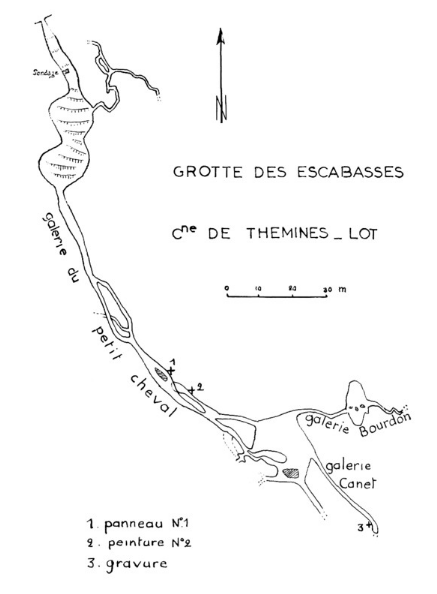 Sondage
N
GROTTE DES ESCABASSES
Cne DE THEMINES _ LOT
0 10 20 30 m
galerie du petit cheval
1
2
galerie Bourdon
galerie
Canet
3
1. panneau N°1
2. peinture N°2
3. gravure